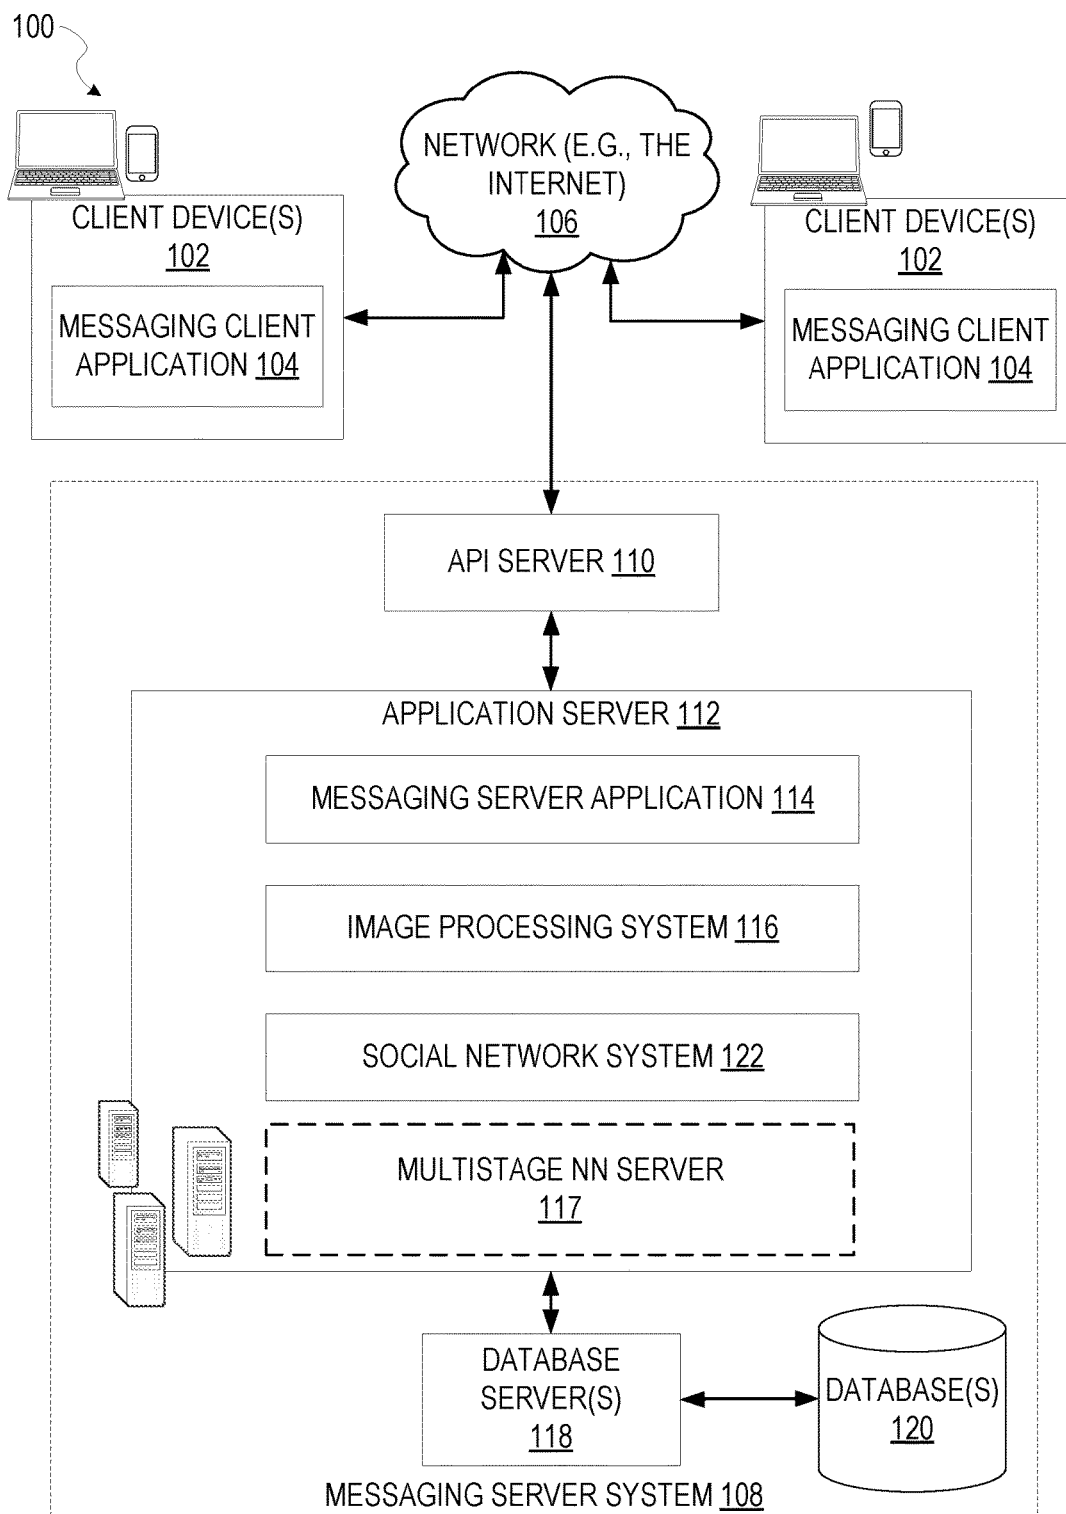 100
NETWORK (E.G., THE
INTERNET)
106
CLIENT DEVICE(S)
102
MESSAGING CLIENT
APPLICATION 104
CLIENT DEVICE(S)
102
MESSAGING CLIENT
APPLICATION 104
API SERVER 110
APPLICATION SERVER 112
MESSAGING SERVER APPLICATION 114
IMAGE PROCESSING SYSTEM 116
SOCIAL NETWORK SYSTEM 122
MULTISTAGE NN SERVER
117
DATABASE
SERVER(S)
118
DATABASE(S)
120
MESSAGING SERVER SYSTEM 108